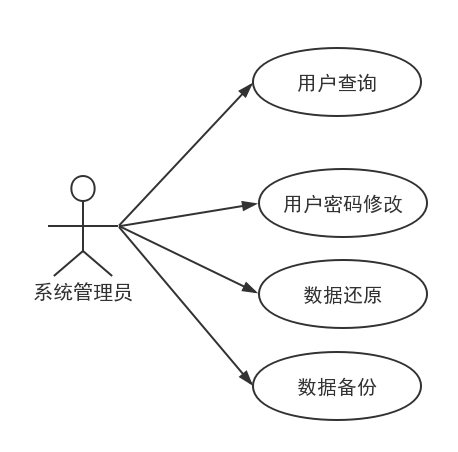 用户查询
用户密码修改
系统管理员
数据还原
数据备份